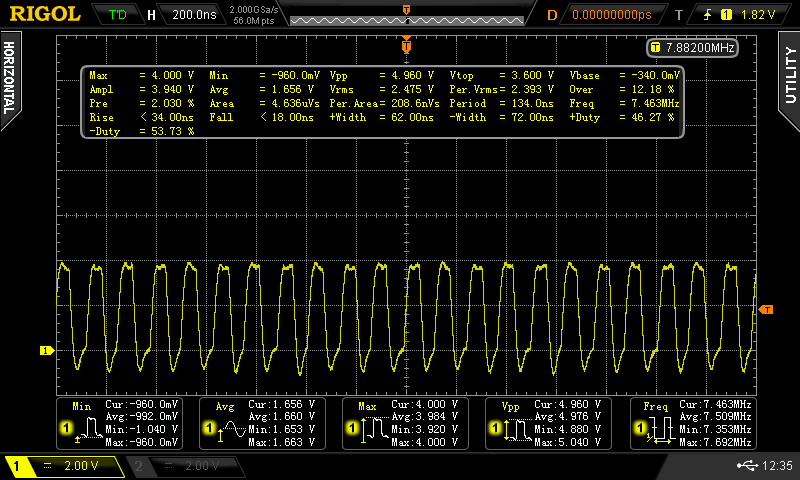 RIGOL T'D H 200.0ns 2.000GSa/s 56.0M pts D 0.00000000ps T 1 1.82 V
HORIZONTAL
UTILITY
T
T 7.88200MHz
Max = 4.000 V Min = -960.0mV Vpp = 4.960 V Vtop = 3.600 V Vbase = -340.0mV
Ampl = 3.940 V Avg = 1.656 V Vrms = 2.475 V Per.Vrms= 2.393 V Over = 12.18 %
Pre = 2.030 % Area = 4.636uVs Per.Area= 208.6nVs Period = 134.0ns Freq = 7.463MHz
Rise < 34.00ns Fall < 18.00ns +Width = 62.00ns -Width = 72.00ns +Duty = 46.27 %
-Duty = 53.73 %
T
1
Min Cur:-960.0mV
Avg:-992.0mV
1 Min:-1.040 V
Max:-960.0mV
Avg Cur:1.656 V
Avg:1.660 V
1 Min:1.653 V
Max:1.663 V
Max Cur:4.000 V
Avg:3.984 V
1 Min:3.920 V
Max:4.000 V
Vpp Cur:4.960 V
Avg:4.976 V
1 Min:4.880 V
Max:5.040 V
Freq Cur:7.463MHz
Avg:7.509MHz
1 Min:7.353MHz
Max:7.692MHz
1 2.00 V 2 2.00 V 12:35